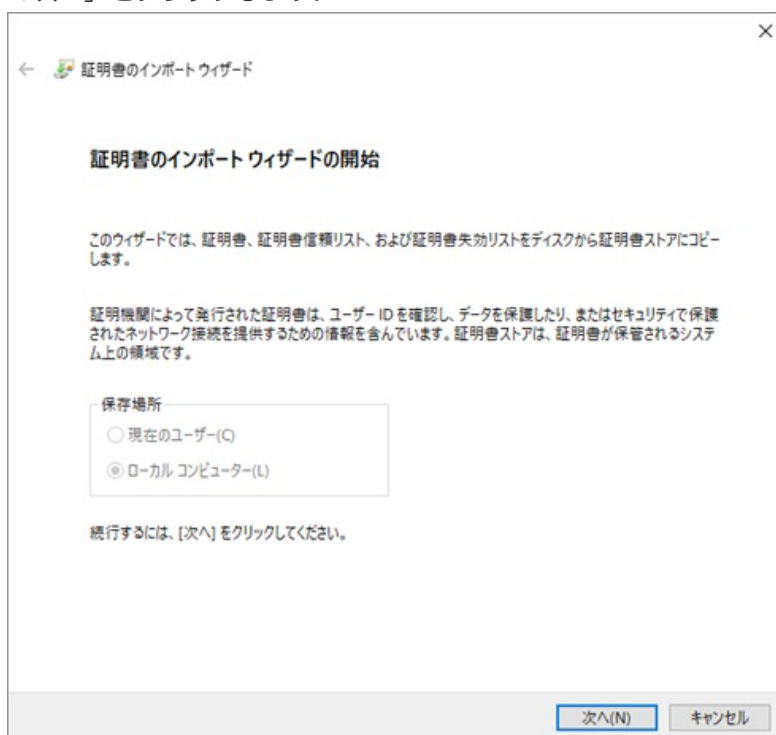 証明書のインポート ウィザード
証明書のインポート ウィザードの開始
このウィザードでは、証明書、証明書信頼リスト、および証明書失効リストをディスクから証明書ストアにコピー
します。
証明機関によって発行された証明書は、ユーザー ID を確認し、データを保護したり、またはセキュリティで保護
されたネットワーク接続を提供するための情報を含んでいます。証明書ストアは、証明書が保管されるシステ
ム上の領域です。
保存場所
現在のユーザー(C)
ローカル コンピューター(L)
続行するには、[次へ] をクリックしてください。
次へ(N)
キャンセル